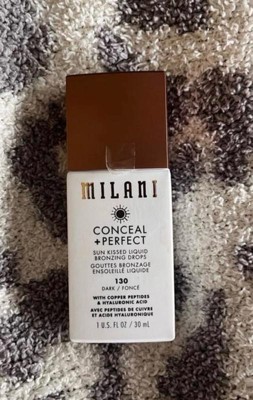 MILANI
CONCEAL
+PERFECT
SUN KISSED LIQUID
BRONZING DROPS
GOUTTES BRONZAGE
ENSOLEILLÉ LIQUIDE
130
DARK / FONCÉ
WITH COPPER PEPTIDES
& HYALURONIC ACID
AVEC PEPTIDES DE CUIVRE
ET ACIDE HYALURONIQUE
1 U.S. FL OZ / 30 mL